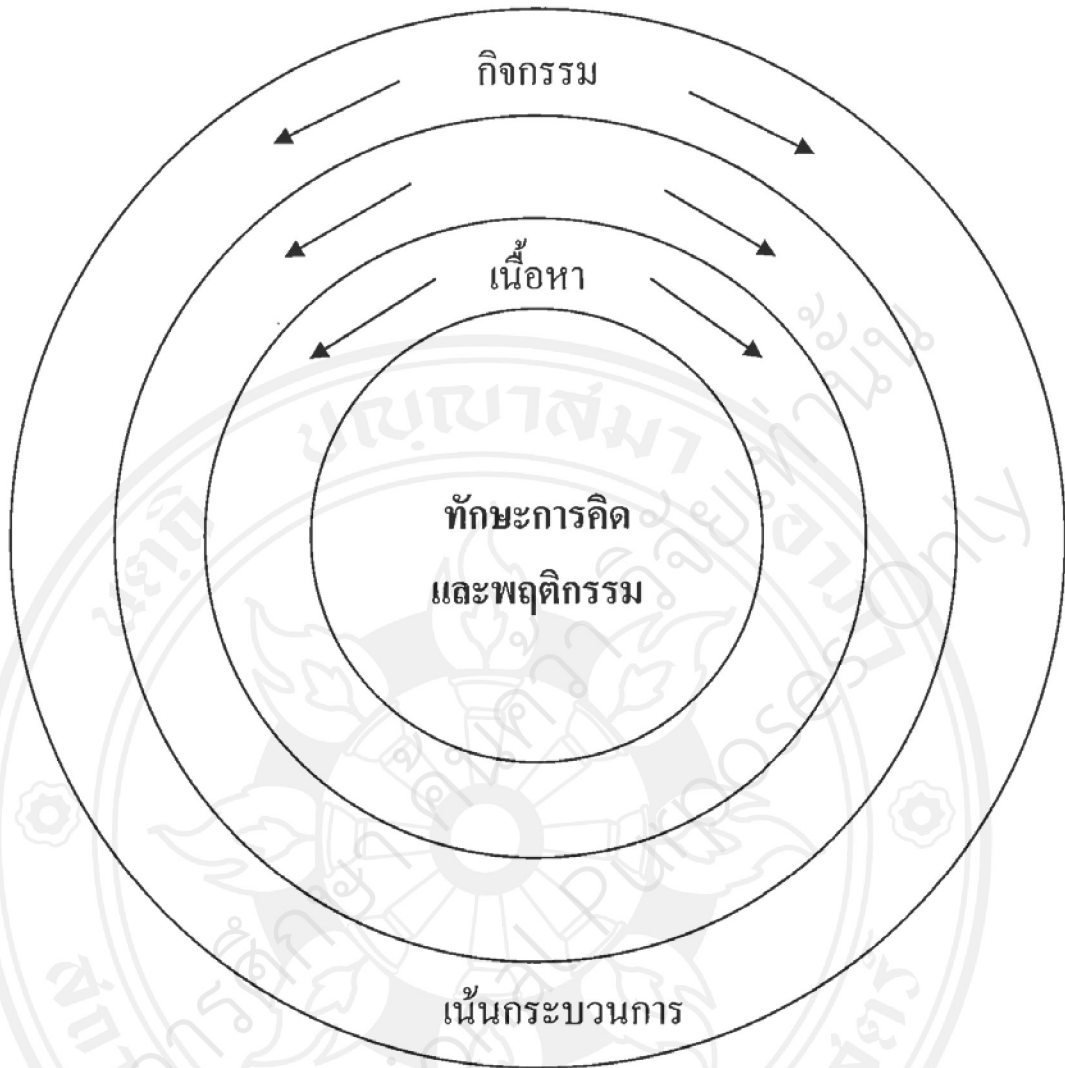 กิจกรรม
เนื้อหา
ทักษะการคิด
และพฤติกรรม
เน้นกระบวนการ
Purposes Only